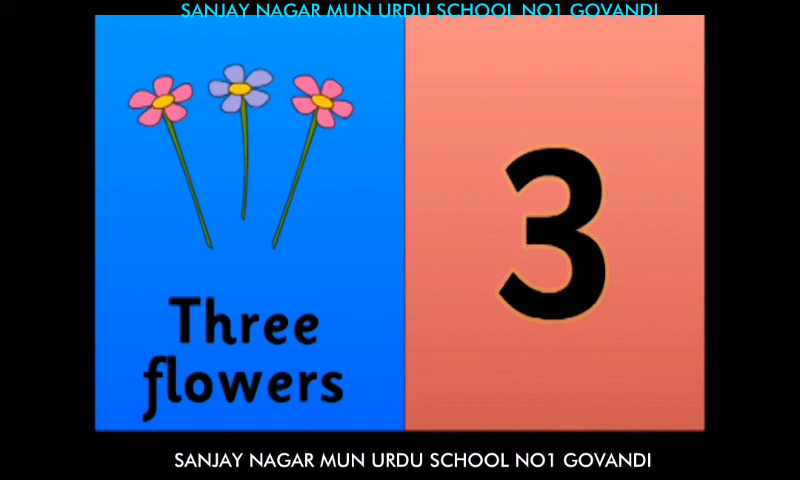 SANJAY NAGAR MUN URDU SCHOOL NO1 GOVANDI
Three
flowers
3
SANJAY NAGAR MUN URDU SCHOOL NO1 GOVANDI